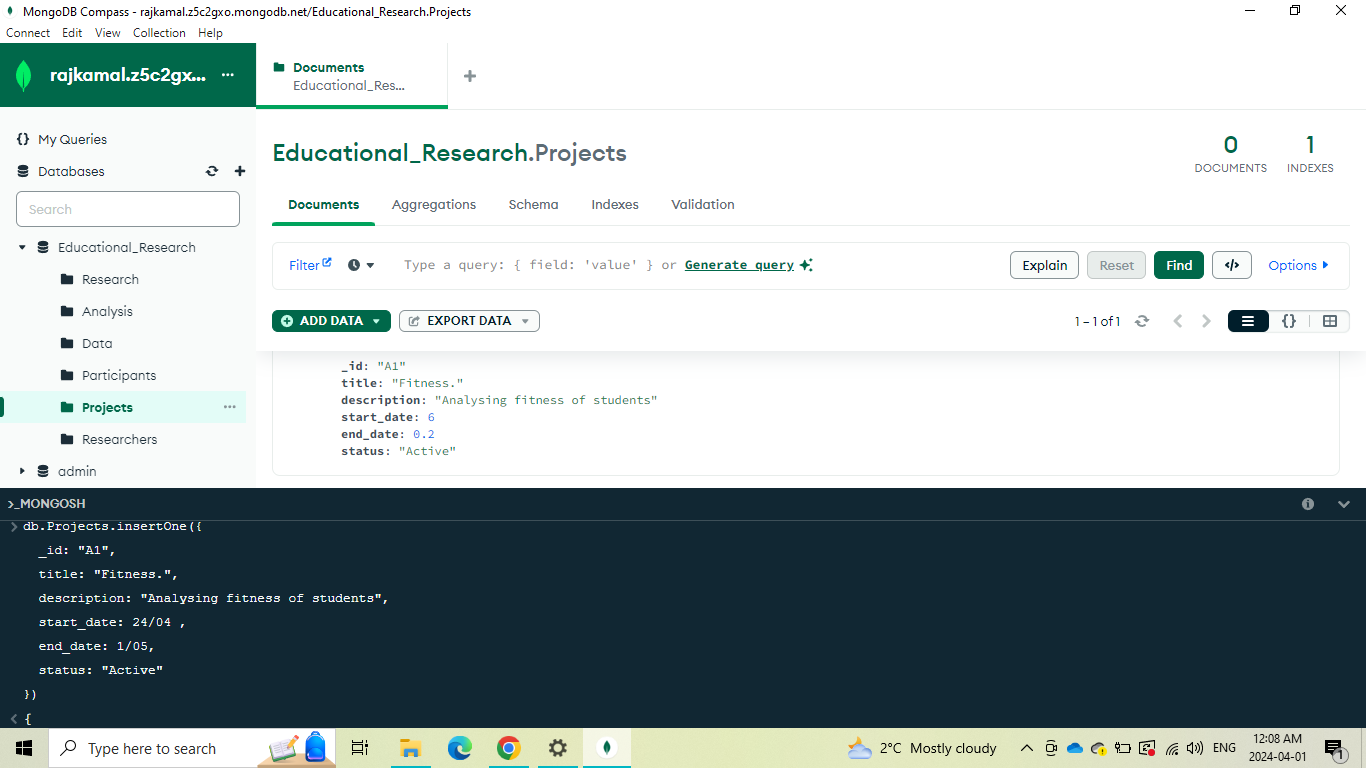 MongoDB Compass - rajkamal.z5c2gxo.mongodb.net/Educational_Research.Projects
Connect Edit View Collection Help
rajkamal.z5c2gx... ...
Documents
Educational_Res...
My Queries
Databases
Search
Educational_Research
Research
Analysis
Data
Participants
Projects
Researchers
admin
Educational_Research.Projects
0
DOCUMENTS
1
INDEXES
Documents Aggregations Schema Indexes Validation
Filter Type a query: { field: 'value' } or Generate query Explain Reset Find </> Options
ADD DATA EXPORT DATA 1 – 1 of 1 {}
_id: "A1"
title: "Fitness."
description: "Analysing fitness of students"
start_date: 6
end_date: 0.2
status: "Active"
>_MONGOSH
> db.Projects.insertOne({
_id: "A1",
title: "Fitness.",
description: "Analysing fitness of students",
start_date: 24/04 ,
end_date: 1/05,
status: "Active"
})
< {
Type here to search 2°C Mostly cloudy ENG 12:08 AM
2024-04-01 1